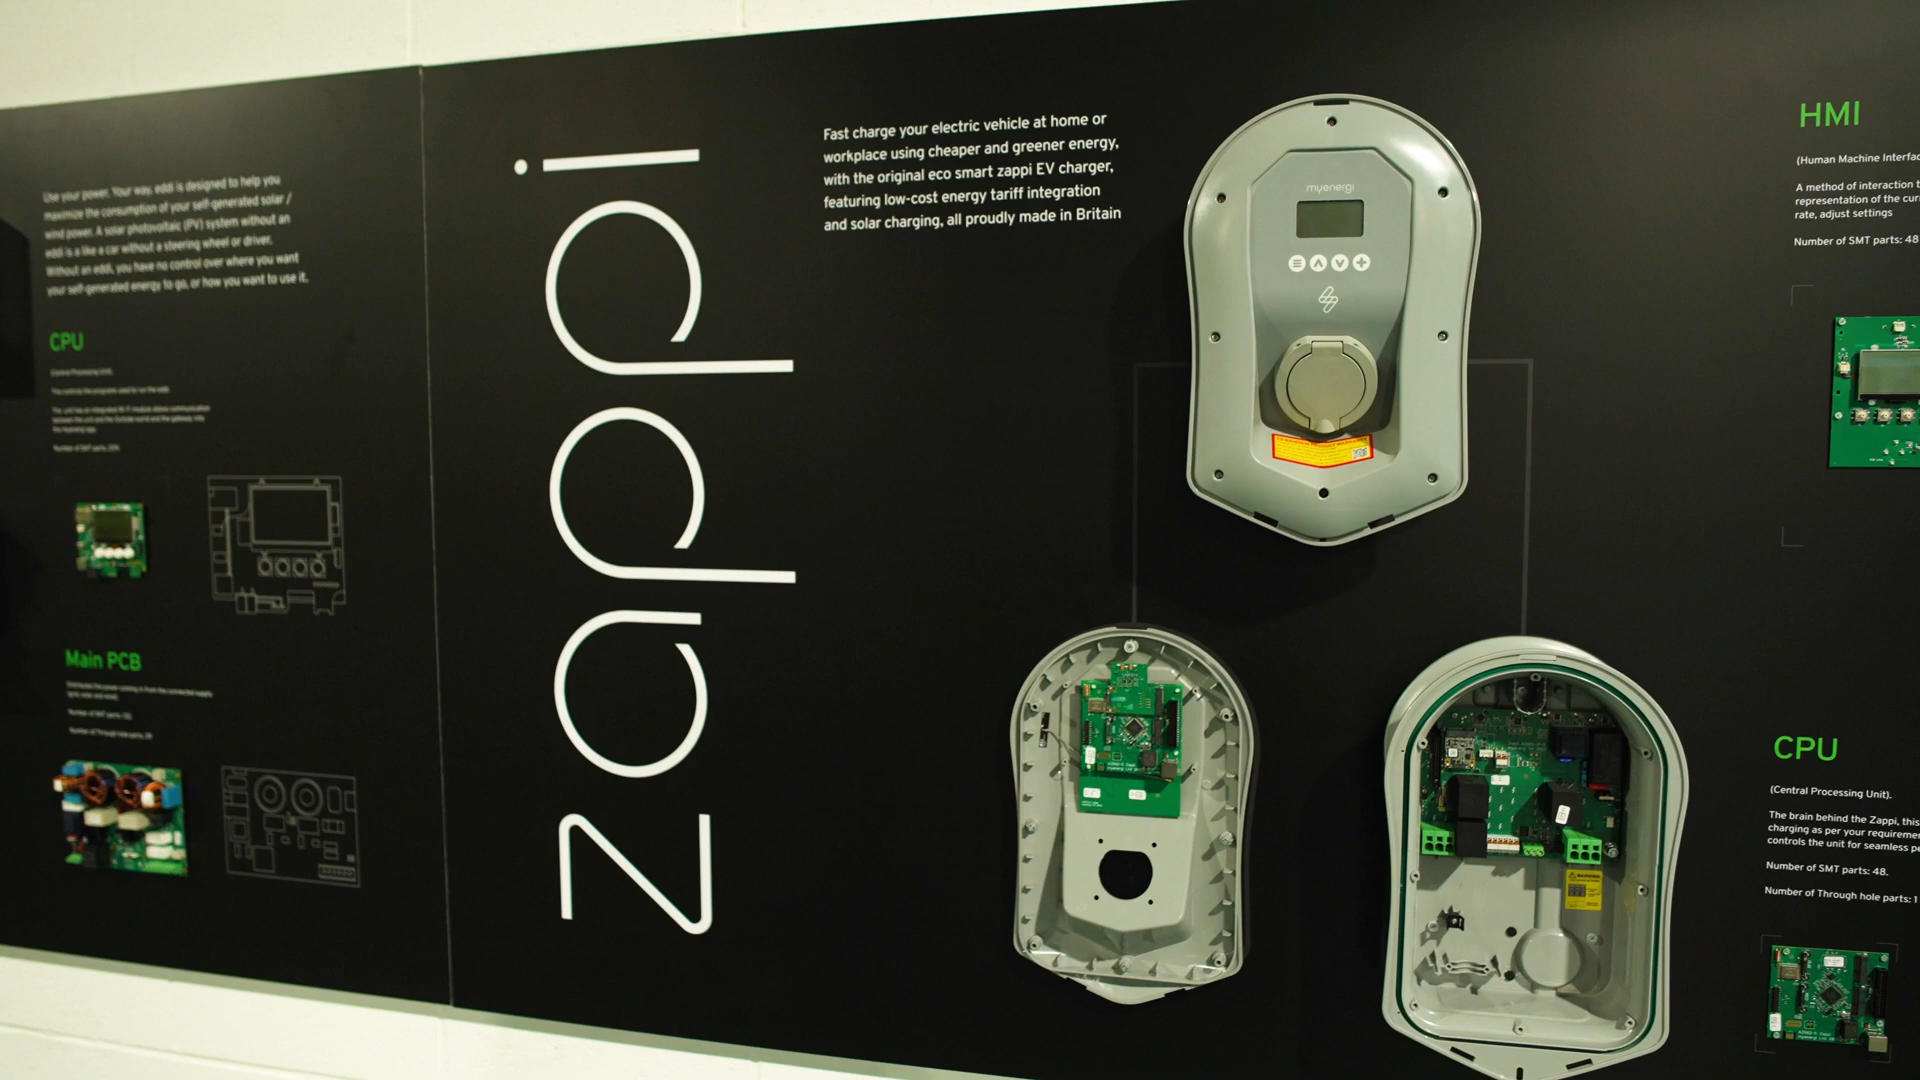 Use your power. Your way. eddi is designed to help you
maximize the consumption of your self-generated solar /
wind power. A solar photovoltaic (PV) system without an
eddi is a like a car without a steering wheel or driver.
Without an eddi, you have no control over where you want
your self-generated energy to go, or how you want to use it.
CPU
(Central Processing Unit).
Main PCB
zappi
Fast charge your electric vehicle at home or
workplace using cheaper and greener energy,
with the original eco smart zappi EV charger,
featuring low-cost energy tariff integration
and solar charging, all proudly made in Britain
myenergi
WARNING
HMI
(Human Machine Interfac
A method of interaction t
representation of the cur
rate, adjust settings
Number of SMT parts: 48
CPU
(Central Processing Unit).
The brain behind the Zappi, this
charging as per your requireme
controls the unit for seamless pe
Number of SMT parts: 48.
Number of Through hole parts: 1